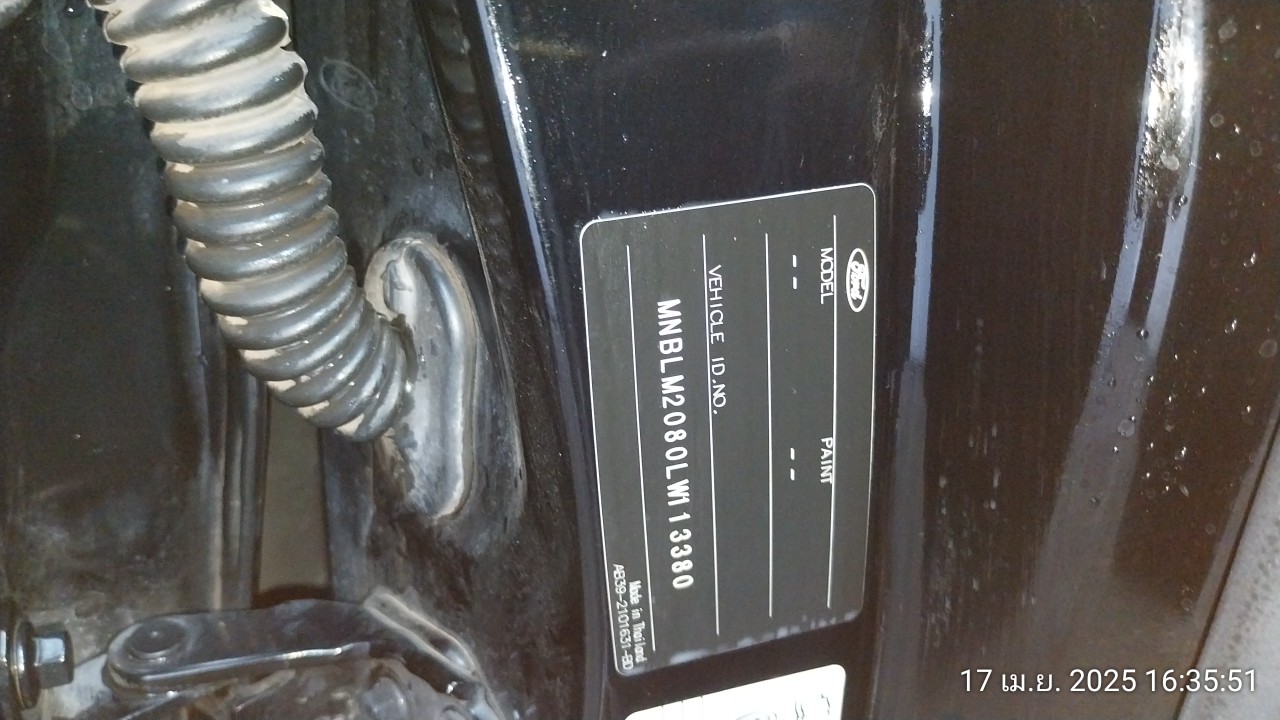 Ford
MODEL PAINT
-- --
VEHICLE ID.NO.
MNBLM2080LW113380
Made in Thailand
AB39-2101631-BD
17 เม.ย. 2025 16:35:51